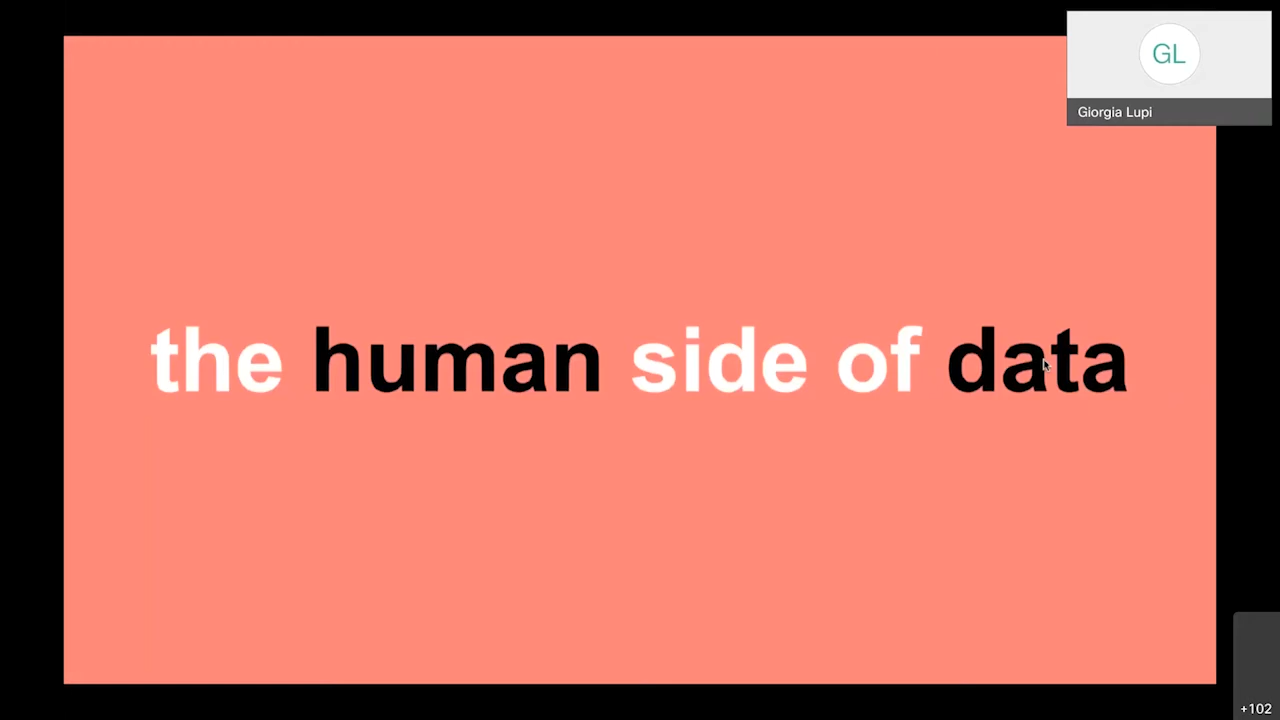 GL
Giorgia Lupi
the human side of data
+102